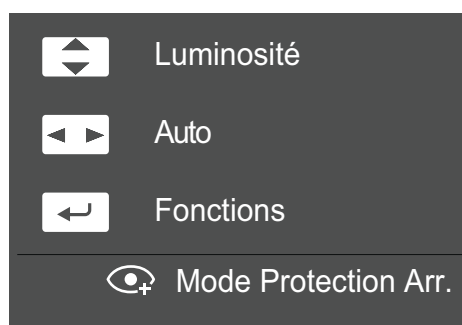 Luminosité
Auto
Fonctions
Mode Protection Arr.